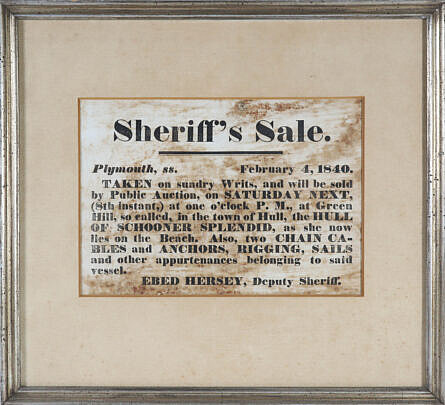 Sheriff's Sale.
Plymouth, ss. February 4, 1840.
TAKEN on sundry Writs, and will be sold
by Public Auction, on SATURDAY NEXT,
(8th instant) at one o'clock P. M., at Green
Hill, so called, in the town of Hull, the HULL
OF SCHOONER SPLENDID, as she now
lies on the Beach. Also, two CHAIN CA-
BLES and ANCHORS, RIGGING, SAILS
and other appurtenances belonging to said
vessel.
EBED HERSEY, Deputy Sheriff.